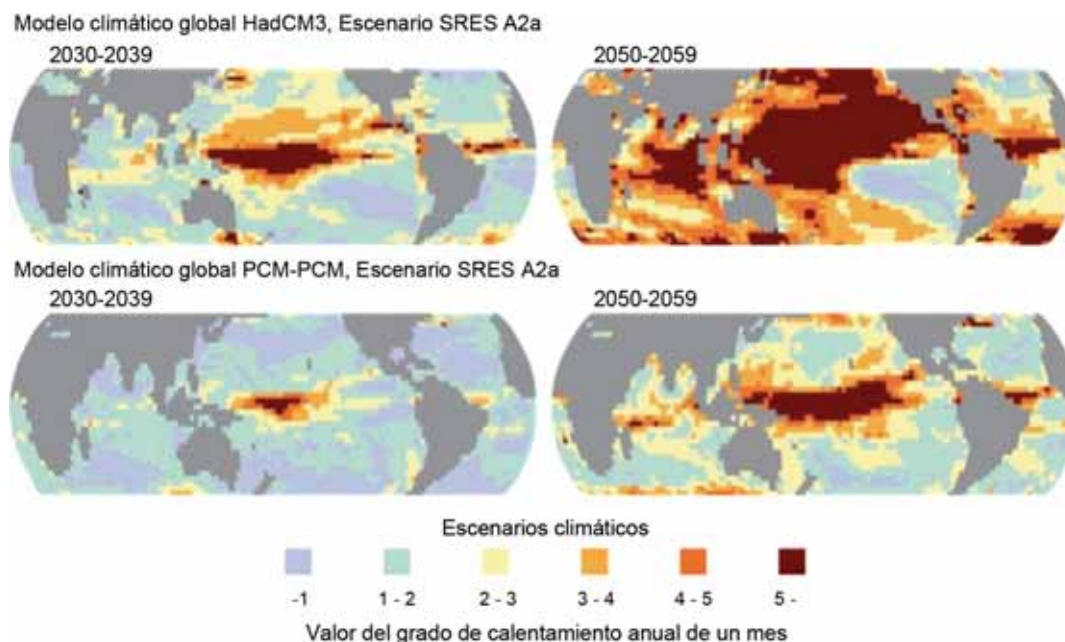 Modelo climático global HadCM3, Escenario SRES A2a
2030-2039 2050-2059
Modelo climático global PCM-PCM, Escenario SRES A2a
2030-2039 2050-2059
Escenarios climáticos
-1 1 - 2 2 - 3 3 - 4 4 - 5 5 -
Valor del grado de calentamiento anual de un mes